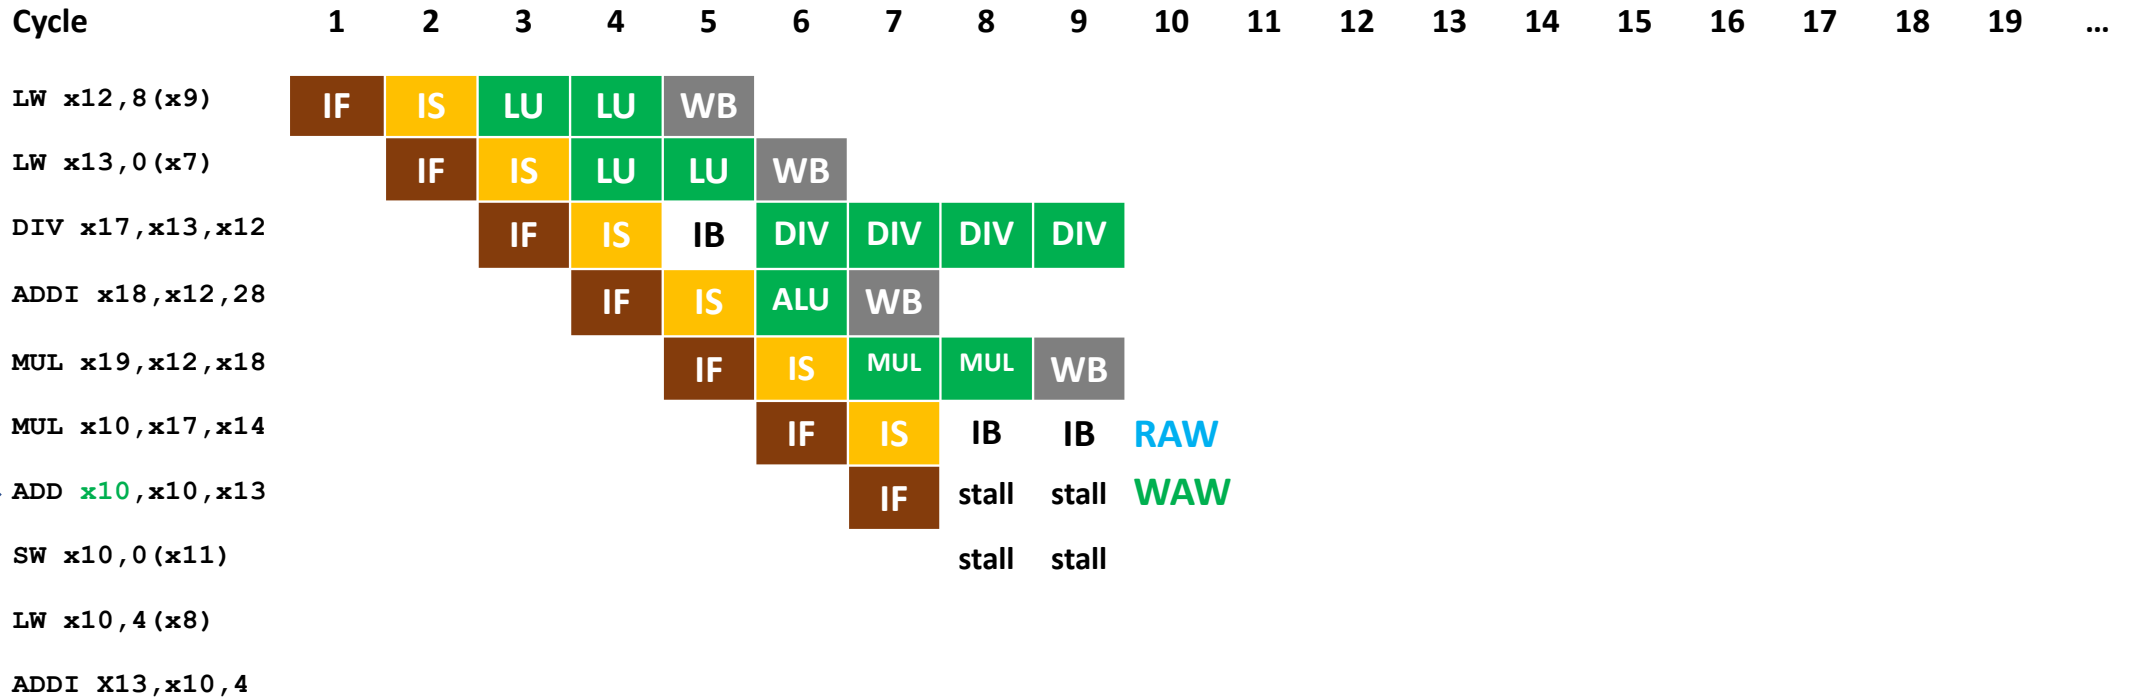 Cycle 1 2 3 4 5 6 7 8 9 10 11 12 13 14 15 16 17 18 19 ...
LW x12,8(x9) IF IS LU LU WB
LW x13,0(x7) IF IS LU LU WB
DIV x17,x13,x12 IF IS IB DIV DIV DIV DIV
ADDI x18,x12,28 IF IS ALU WB
MUL x19,x12,x18 IF IS MUL MUL WB
MUL x10,x17,x14 IF IS IB IB RAW
ADD x10,x10,x13 IF stall stall WAW
SW x10,0(x11) stall stall
LW x10,4(x8)
ADDI X13,x10,4